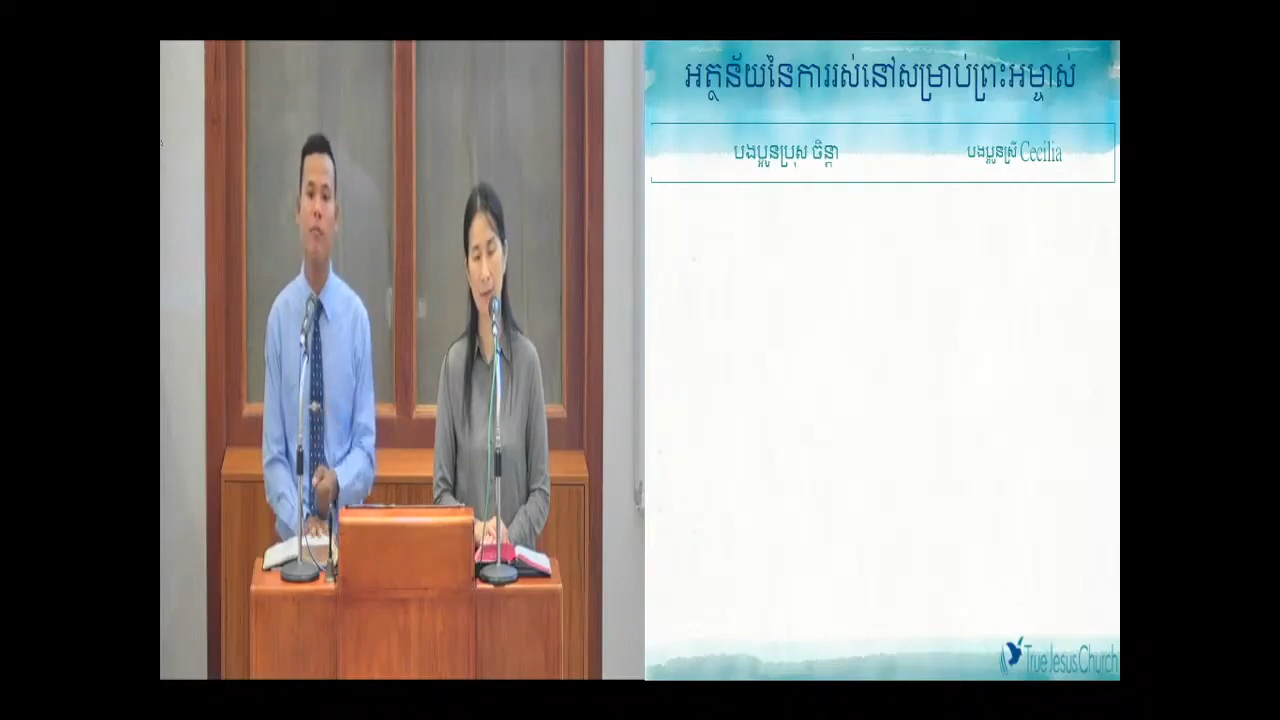 អត្ថន័យនៃការរស់នៅសម្រាប់ព្រះអម្ចាស់
បងប្អូនប្រុស ចិន្តា បងប្អូនស្រី Cecilia
True Jesus Church